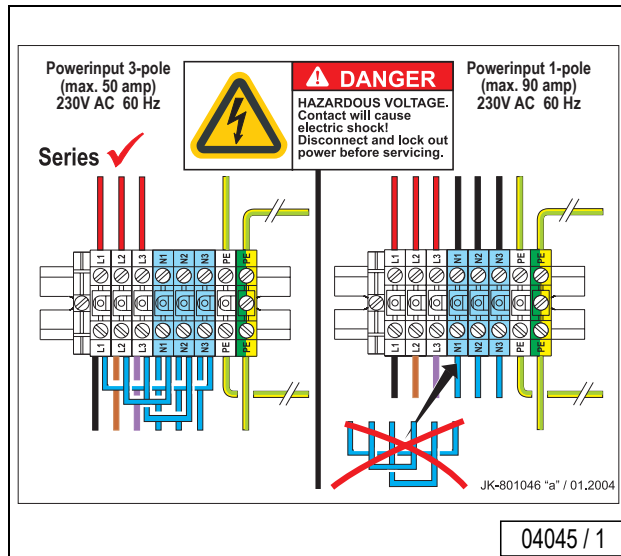 Powerinput 3-pole
(max. 50 amp)
230V AC 60 Hz
Series
DANGER
HAZARDOUS VOLTAGE.
Contact will cause
electric shock!
Disconnect and lock out
power before servicing.
Powerinput 1-pole
(max. 90 amp)
230V AC 60 Hz
L1 L2 L3 N1 N2 N3 PE PE
L1 L2 L3 N1 N2 N3 PE PE
L1 L2 L3 N1 N2 N3 PE PE
L1 L2 L3 N1 N2 N3 PE PE
JK-801046 "a" / 01.2004
04045 / 1